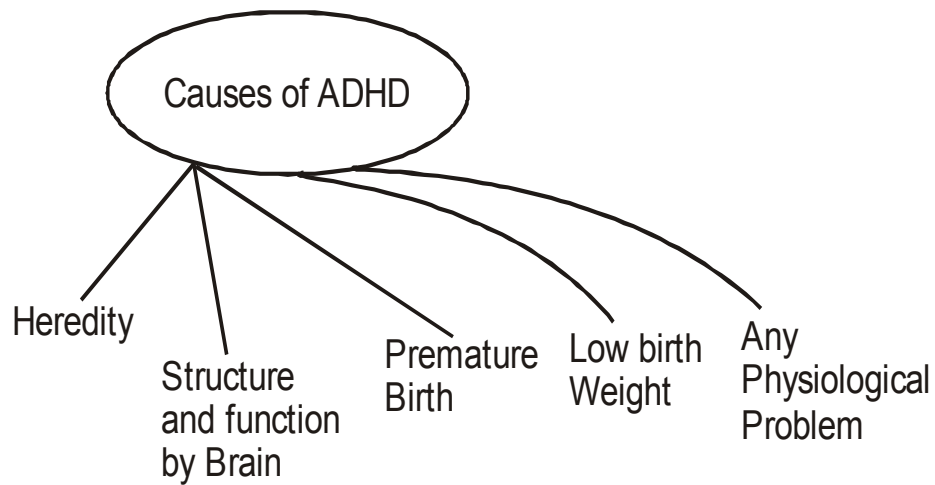 Causes of ADHD
Heredity
Structure
and function
by Brain
Premature
Birth
Low birth
Weight
Any
Physiological
Problem